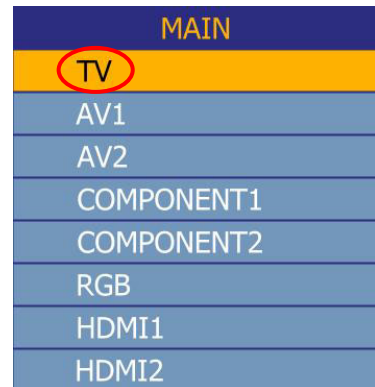 MAIN
TV
AV1
AV2
COMPONENT1
COMPONENT2
RGB
HDMI1
HDMI2